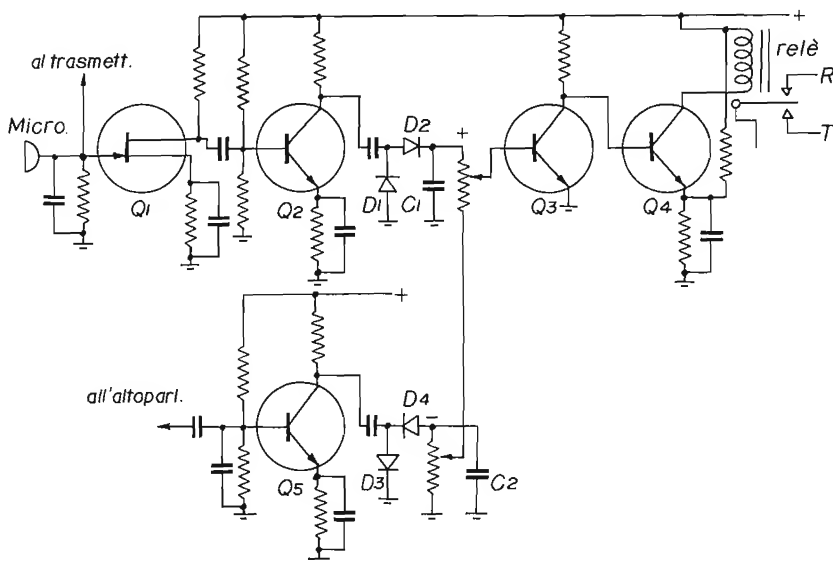 al trasmett.
Micro.
Q1
Q2
D2
D1
C1
+
Q3
Q4
+
relè
R
T
+
all'altoparl.
Q5
D4
D3
−
C2